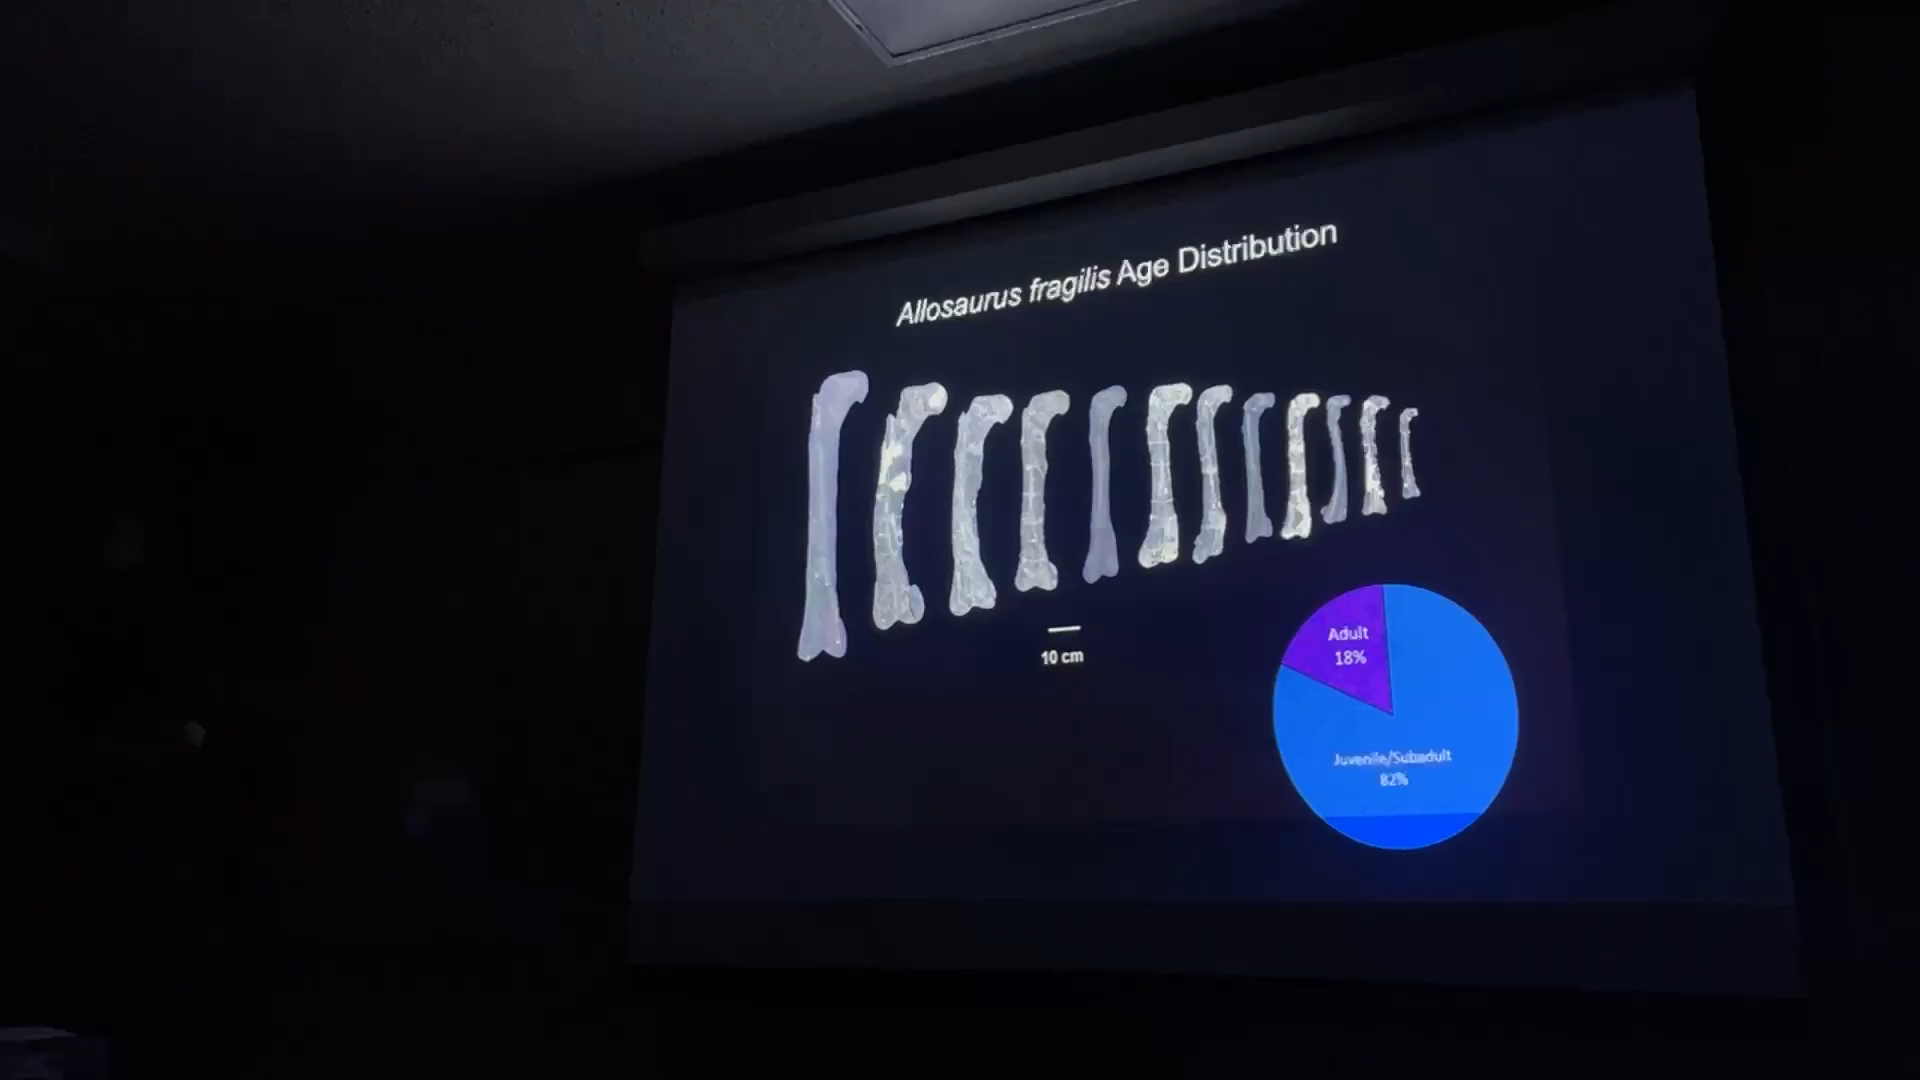 Allosaurus fragilis Age Distribution
10 cm
Adult
18%
Juvenile/Subadult
82%